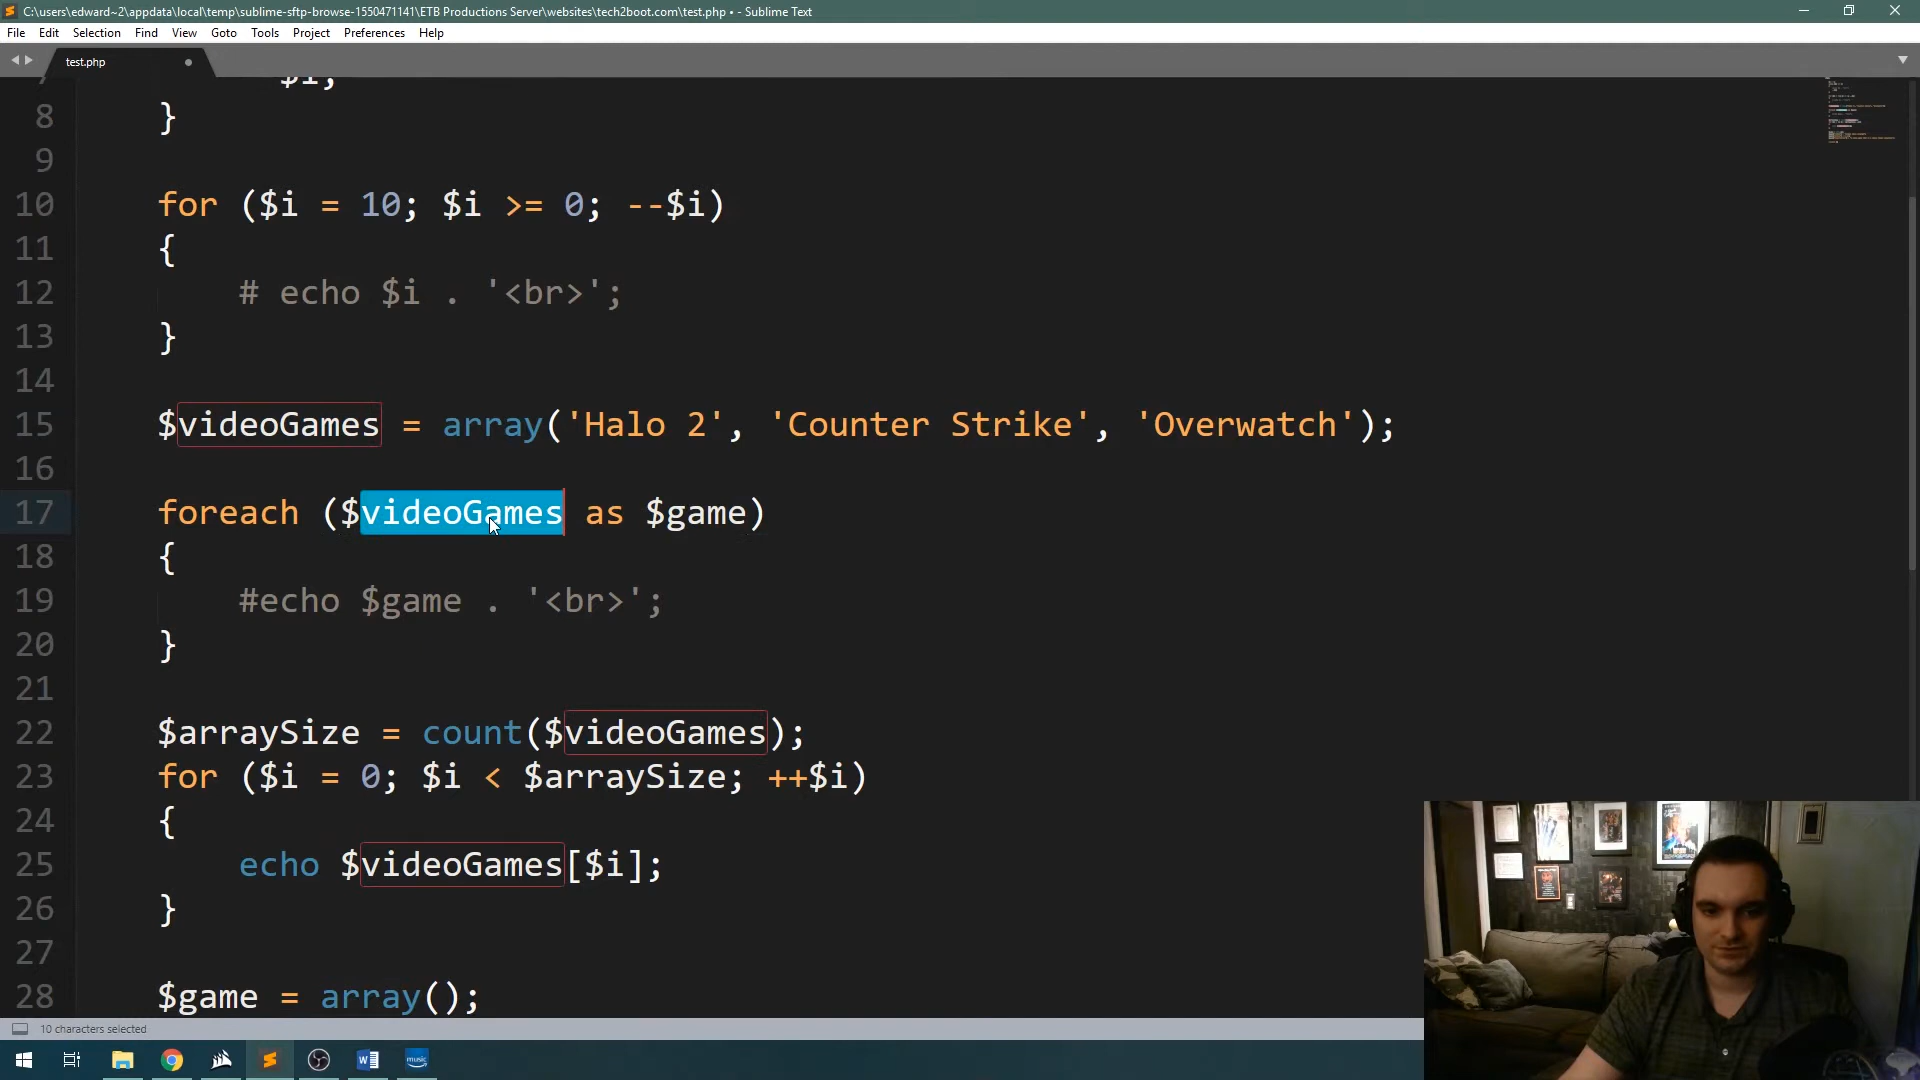 C:\users\edward~2\appdata\local\temp\sublime-sftp-browse-1550471141\ETB Productions Server\websites\tech2boot.com\test.php • - Sublime Text
File Edit Selection Find View Goto Tools Project Preferences Help
test.php
7 $i;
8 }
9
10 for ($i = 10; $i >= 0; --$i)
11 {
12 # echo $i . '<br>';
13 }
14
15 $videoGames = array('Halo 2', 'Counter Strike', 'Overwatch');
16
17 foreach ($videoGames as $game)
18 {
19 #echo $game . '<br>';
20 }
21
22 $arraySize = count($videoGames);
23 for ($i = 0; $i < $arraySize; ++$i)
24 {
25 echo $videoGames[$i];
26 }
27
28 $game = array();
10 characters selected
music